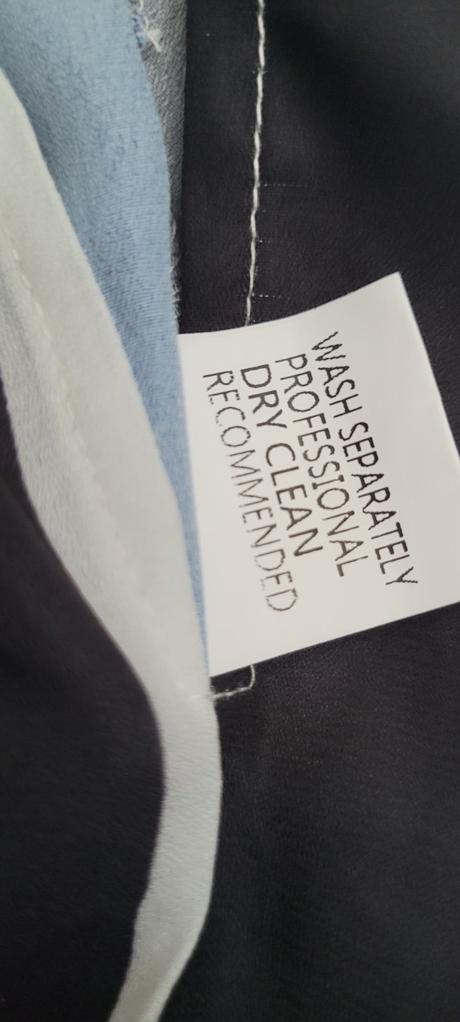 WASH SEPARATELY
PROFESSIONAL
DRY CLEAN
RECOMMENDED